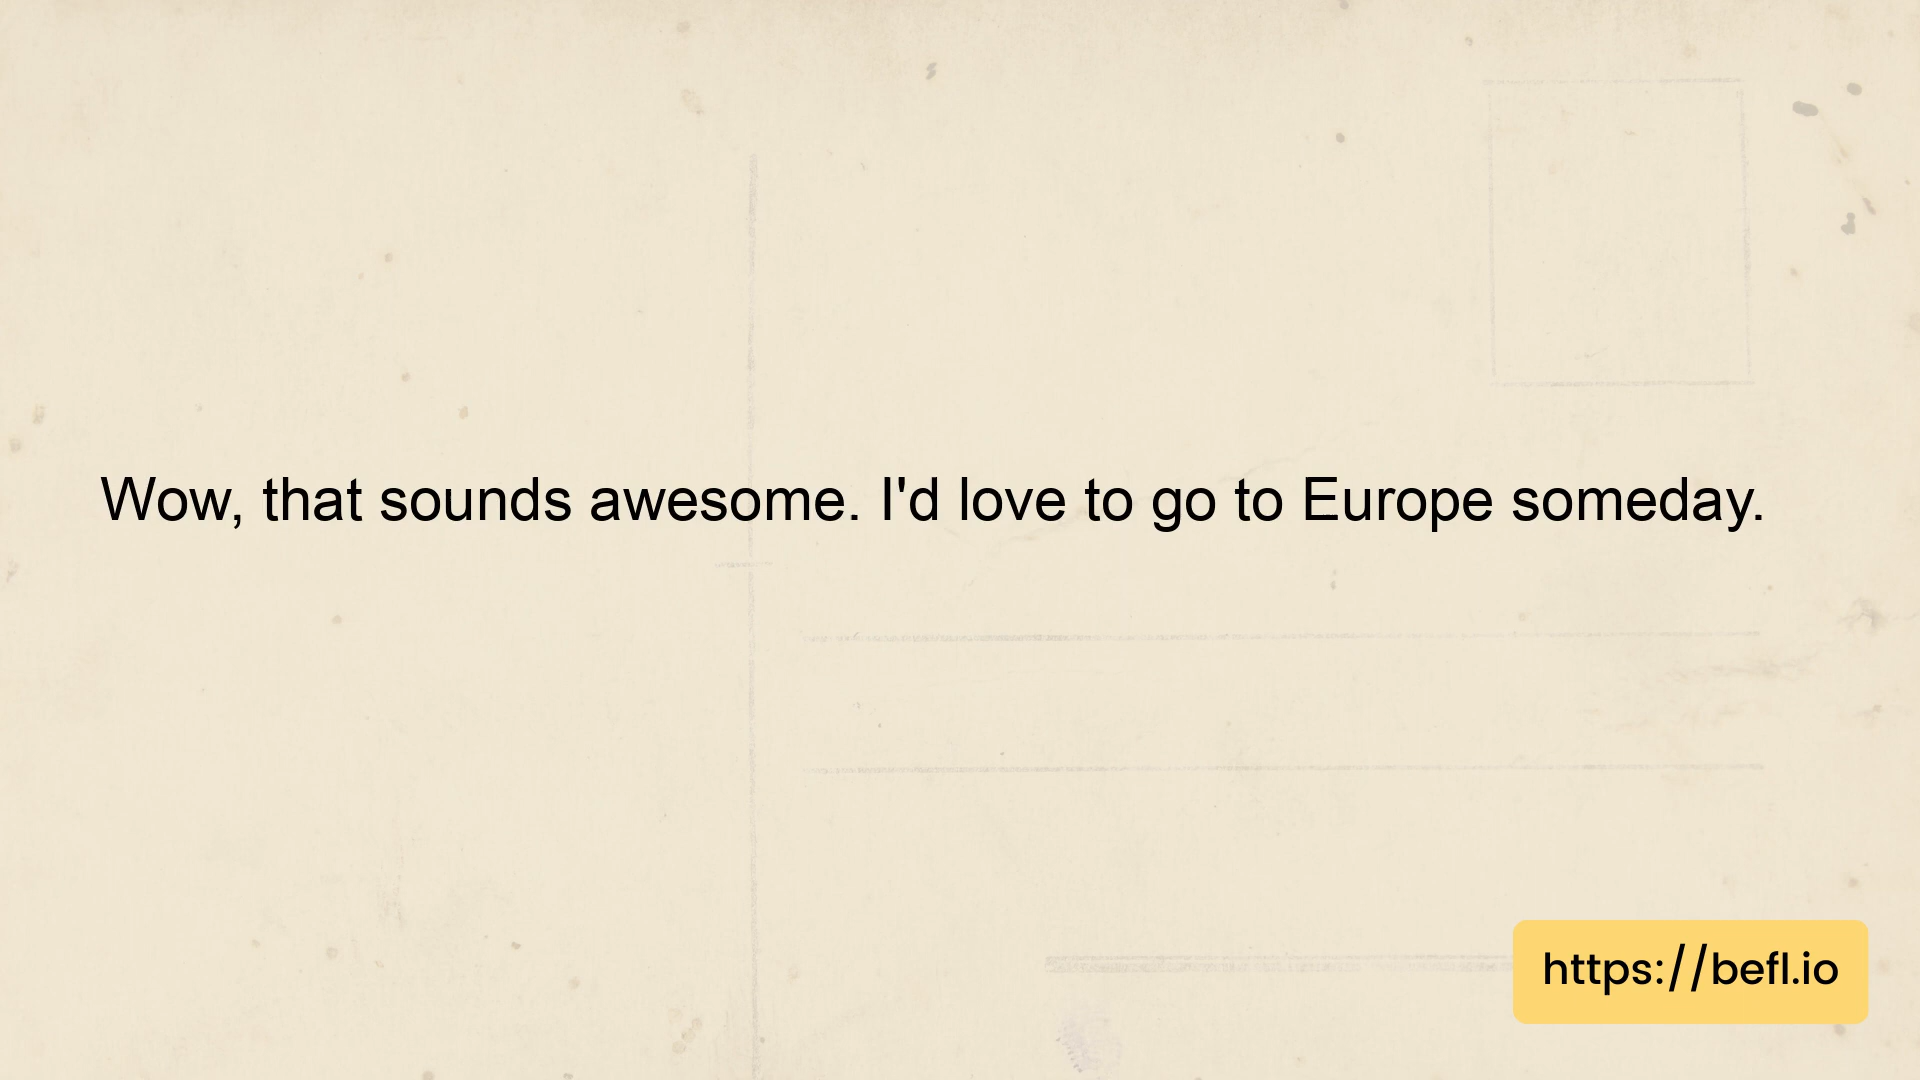 Wow, that sounds awesome. I'd love to go to Europe someday.
https://befl.io